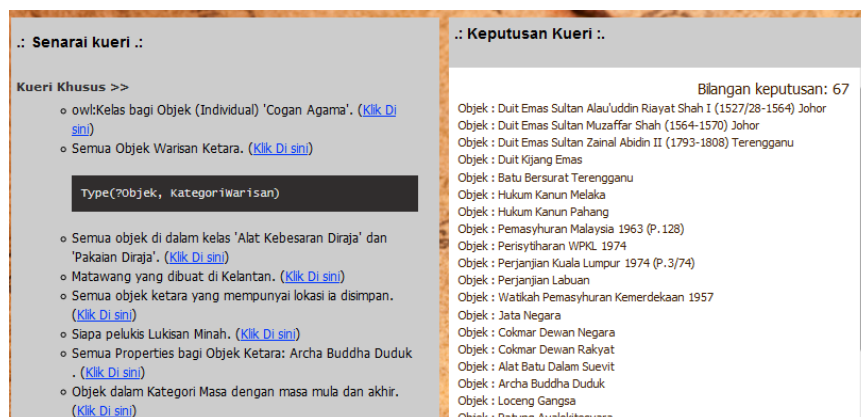 .: Senarai kueri .:
Kueri Khusus >>
owl:Kelas bagi Objek (Individual) 'Cogan Agama'. (Klik Di
sini)
Semua Objek Warisan Ketara. (Klik Di sini)
Type(?Objek, KategoriWarisan)
Semua objek di dalam kelas 'Alat Kebesaran Diraja' dan
'Pakaian Diraja'. (Klik Di sini)
Matawang yang dibuat di Kelantan. (Klik Di sini)
Semua objek ketara yang mempunyai lokasi ia disimpan.
(Klik Di sini)
Siapa pelukis Lukisan Minah. (Klik Di sini)
Semua Properties bagi Objek Ketara: Archa Buddha Duduk
. (Klik Di sini)
Objek dalam Kategori Masa dengan masa mula dan akhir.
(Klik Di sini)
.: Keputusan Kueri :.
Bilangan keputusan: 67
Objek : Duit Emas Sultan Alau'uddin Riayat Shah I (1527/28-1564) Johor
Objek : Duit Emas Sultan Muzaffar Shah (1564-1570) Johor
Objek : Duit Emas Sultan Zainal Abidin II (1793-1808) Terengganu
Objek : Duit Kijang Emas
Objek : Batu Bersurat Terengganu
Objek : Hukum Kanun Melaka
Objek : Hukum Kanun Pahang
Objek : Pemasyhuran Malaysia 1963 (P.128)
Objek : Perisytiharan WPKL 1974
Objek : Perjanjian Kuala Lumpur 1974 (P.3/74)
Objek : Perjanjian Labuan
Objek : Watikah Pemasyhuran Kemerdekaan 1957
Objek : Jata Negara
Objek : Cokmar Dewan Negara
Objek : Cokmar Dewan Rakyat
Objek : Alat Batu Dalam Suevit
Objek : Archa Buddha Duduk
Objek : Loceng Gangsa